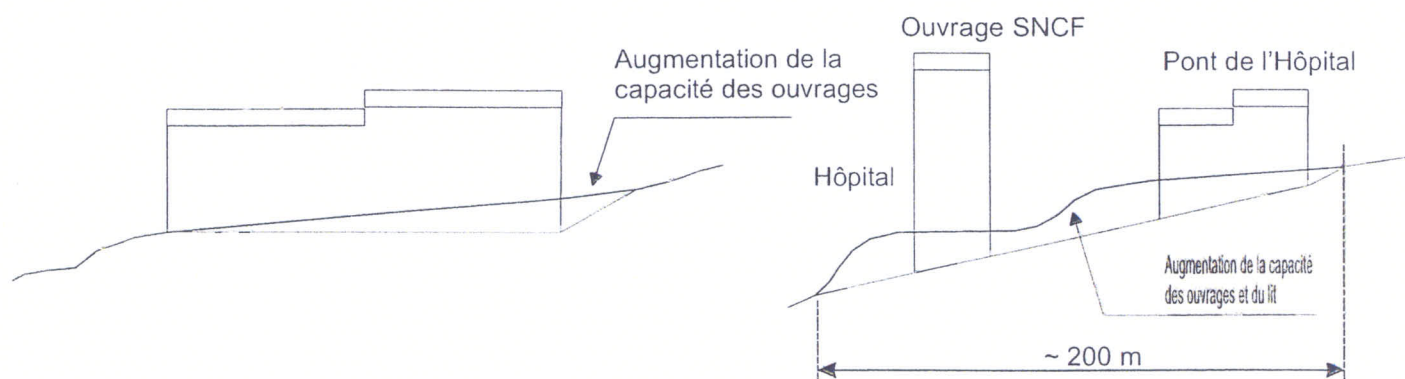 Augmentation de la
capacité des ouvrages
Ouvrage SNCF
Pont de l'Hôpital
Hôpital
Augmentation de la capacité
des ouvrages et du lit
~ 200 m